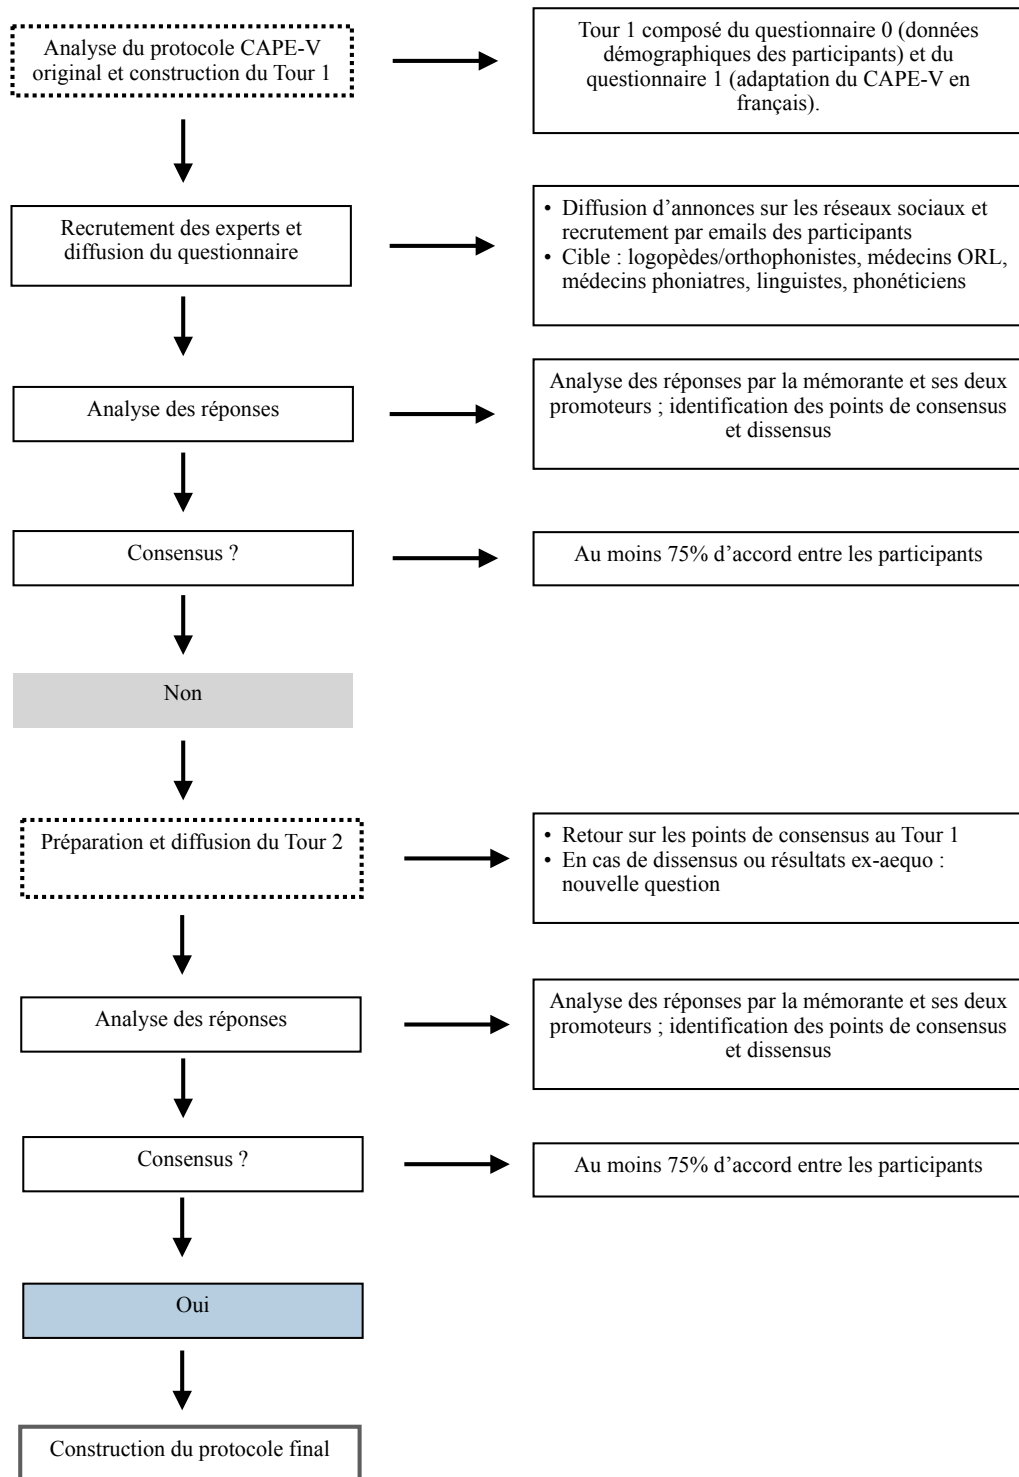 Analyse du protocole CAPE-V
original et construction du Tour 1
Tour 1 composé du questionnaire 0 (données
démographiques des participants) et du
questionnaire 1 (adaptation du CAPE-V en
français).
Recrutement des experts et
diffusion du questionnaire
• Diffusion d’annonces sur les réseaux sociaux et
recrutement par emails des participants
• Cible : logopèdes/orthophonistes, médecins ORL,
médecins phoniatres, linguistes, phonéticiens
Analyse des réponses
Analyse des réponses par la mémorante et ses deux
promoteurs ; identification des points de consensus
et dissensus
Consensus ?
Au moins 75% d’accord entre les participants
Non
Préparation et diffusion du Tour 2
• Retour sur les points de consensus au Tour 1
• En cas de dissensus ou résultats ex-aequo :
nouvelle question
Analyse des réponses
Analyse des réponses par la mémorante et ses deux
promoteurs ; identification des points de consensus
et dissensus
Consensus ?
Au moins 75% d’accord entre les participants
Oui
Construction du protocole final